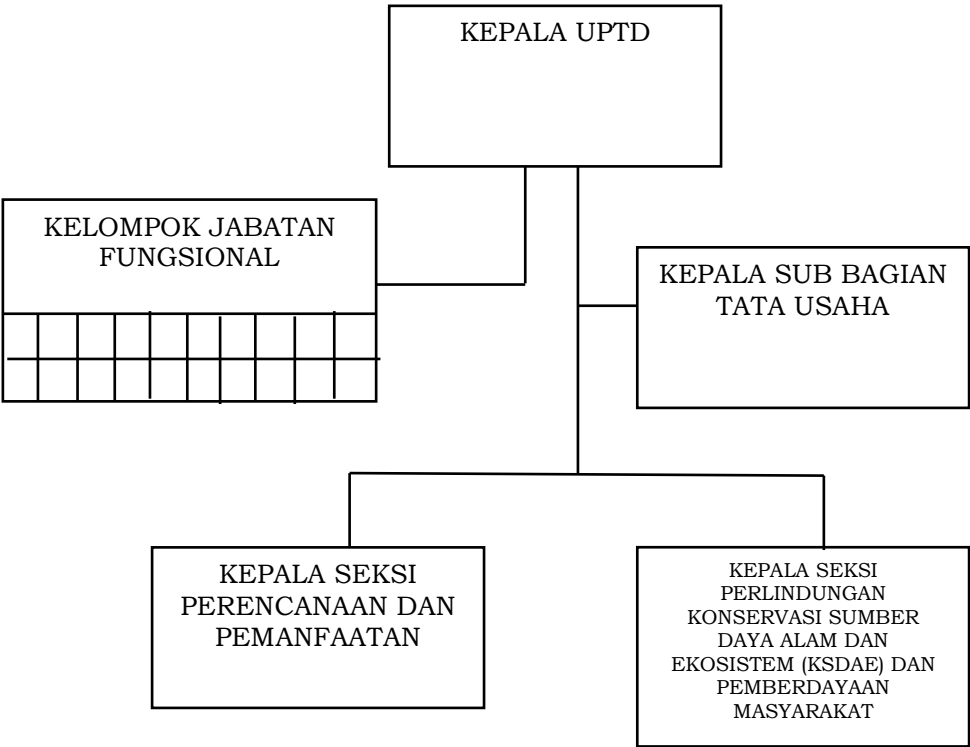 KEPALA UPTD
KELOMPOK JABATAN
FUNGSIONAL
KEPALA SUB BAGIAN
TATA USAHA
KEPALA SEKSI
PERENCANAAN DAN
PEMANFAATAN
KEPALA SEKSI
PERLINDUNGAN
KONSERVASI SUMBER
DAYA ALAM DAN
EKOSISTEM (KSDAE) DAN
PEMBERDAYAAN
MASYARAKAT